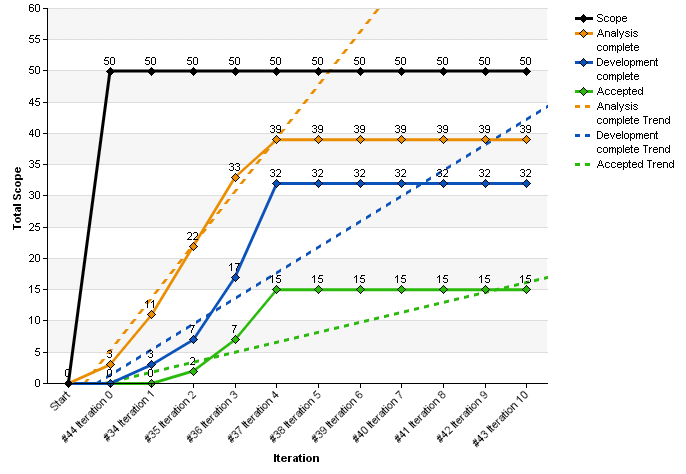 60
55
50
45
40
35
30
25
20
15
10
5
0
Total Scope
50 50 50 50 50 50 50 50 50 50 50
0 3 11 22 33 39 39 39 39 39 39 39
0 3 7 17 32 32 32 32 32 32 32
0 2 7 15 15 15 15 15 15 15
Start
#44 Iteration 0
#34 Iteration 1
#35 Iteration 2
#36 Iteration 3
#37 Iteration 4
#38 Iteration 5
#39 Iteration 6
#40 Iteration 7
#41 Iteration 8
#42 Iteration 9
#43 Iteration 10
Iteration
Scope
Analysis
complete
Development
complete
Accepted
Analysis
complete Trend
Development
complete Trend
Accepted Trend